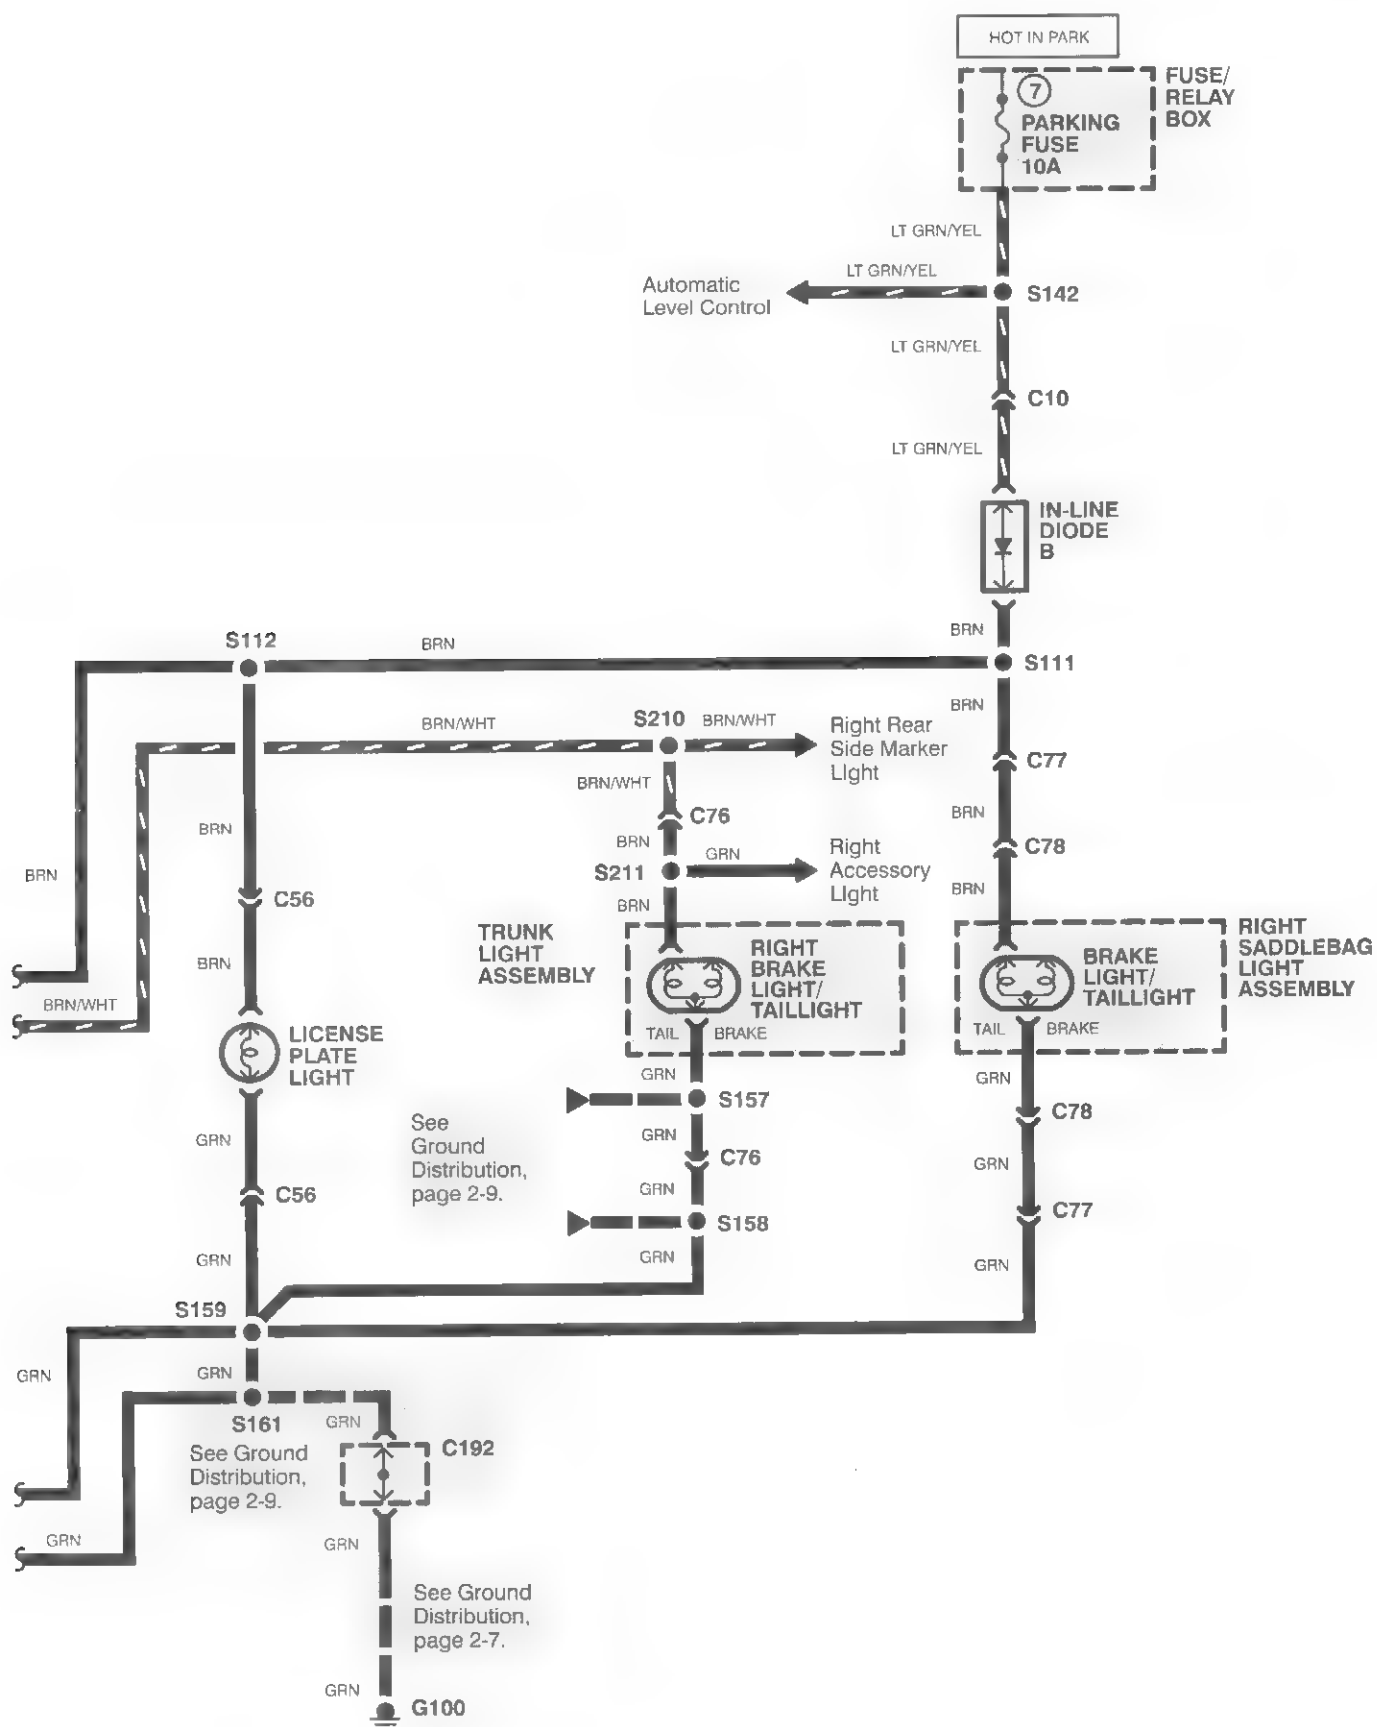 HOT IN PARK
FUSE/
RELAY
BOX
7
PARKING
FUSE
10A
LT GRN/YEL
LT GRN/YEL
Automatic
Level Control
S142
LT GRN/YEL
C10
LT GRN/YEL
IN-LINE
DIODE
B
S112
BRN
BRN
S111
BRN
BRN/WHT
S210
BRN/WHT
Right Rear
Side Marker
Light
C77
BRN/WHT
C76
BRN
BRN
BRN
GRN
S211
Right
Accessory
Light
C78
BRN
C56
BRN
BRN
TRUNK
LIGHT
ASSEMBLY
RIGHT
BRAKE
LIGHT/
TAILLIGHT
BRAKE
LIGHT/
TAILLIGHT
RIGHT
SADDLEBAG
LIGHT
ASSEMBLY
BRN
BRN/WHT
LICENSE
PLATE
LIGHT
TAIL
BRAKE
TAIL
BRAKE
GRN
GRN
S157
C78
See
Ground
Distribution,
page 2-9.
GRN
GRN
C76
GRN
C56
GRN
S158
C77
GRN
GRN
GRN
S159
GRN
GRN
S161
GRN
C192
See Ground
Distribution,
page 2-9.
GRN
GRN
See Ground
Distribution,
page 2-7.
GRN
G100